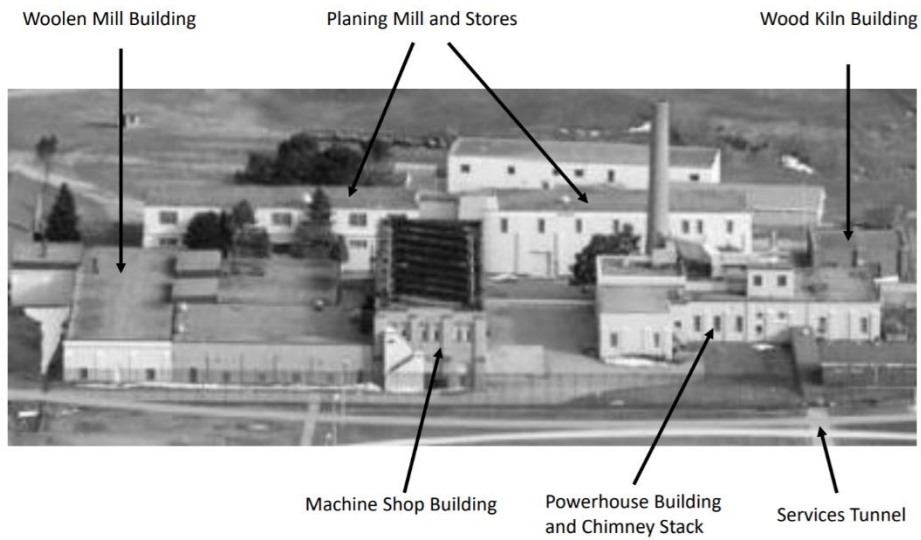 Woolen Mill Building
Planing Mill and Stores
Wood Kiln Building
Machine Shop Building
Powerhouse Building
and Chimney Stack
Services Tunnel